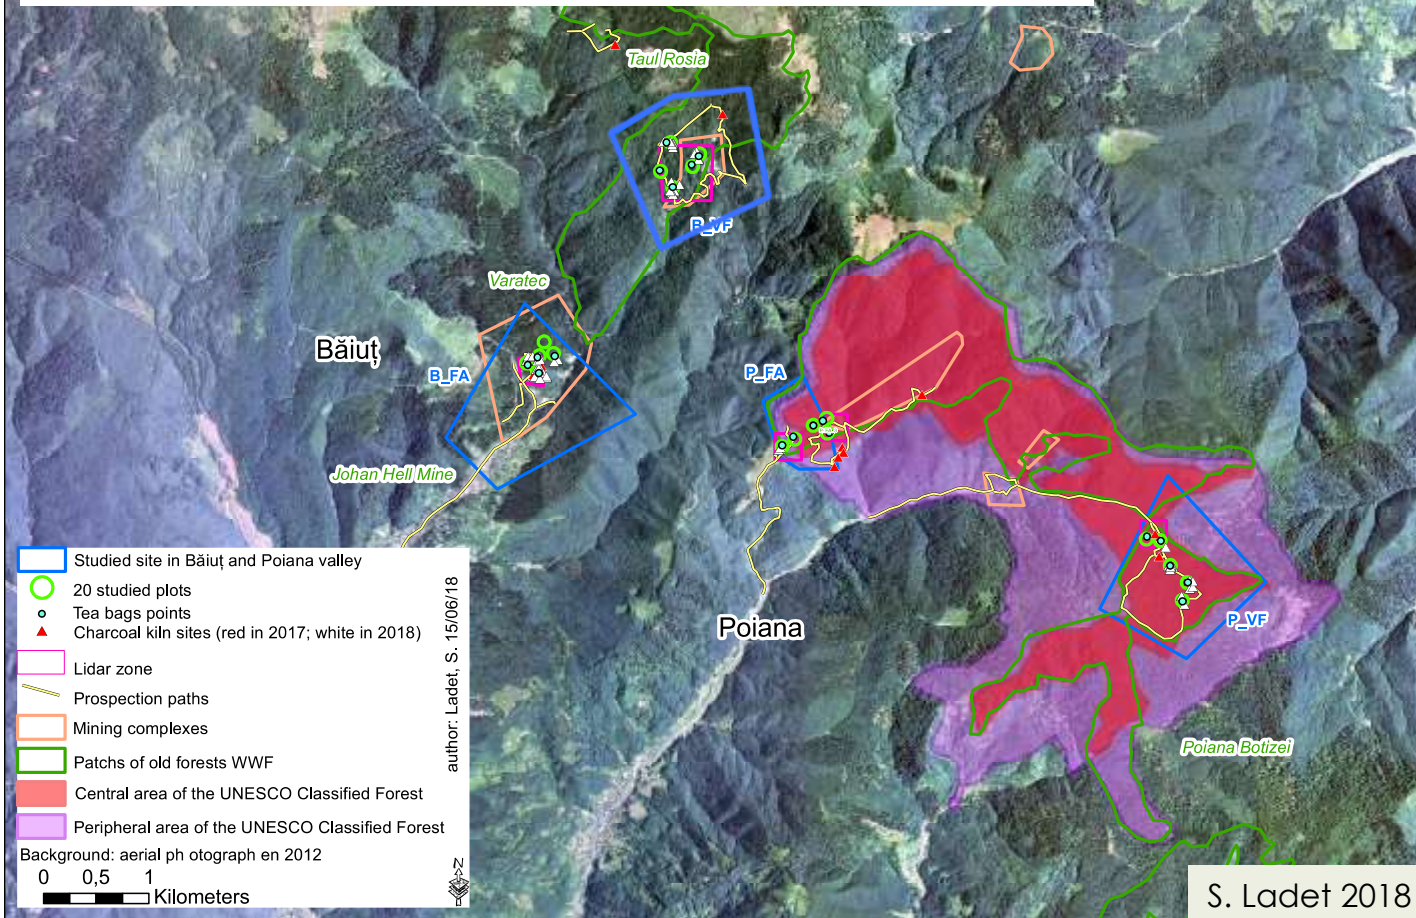 Taul Rosia
B_VF
Varatec
Băiuț
B_FA
P_FA
Johan Hell Mine
Poiana
P_VF
Poiana Botizei
Studied site in Băiuț and Poiana valley
20 studied plots
Tea bags points
Charcoal kiln sites (red in 2017; white in 2018)
Lidar zone
Prospection paths
Mining complexes
Patchs of old forests WWF
Central area of the UNESCO Classified Forest
Peripheral area of the UNESCO Classified Forest
Background: aerial ph otograph en 2012
0 0,5 1
Kilometers
N
author: Ladet, S. 15/06/18
S. Ladet 2018